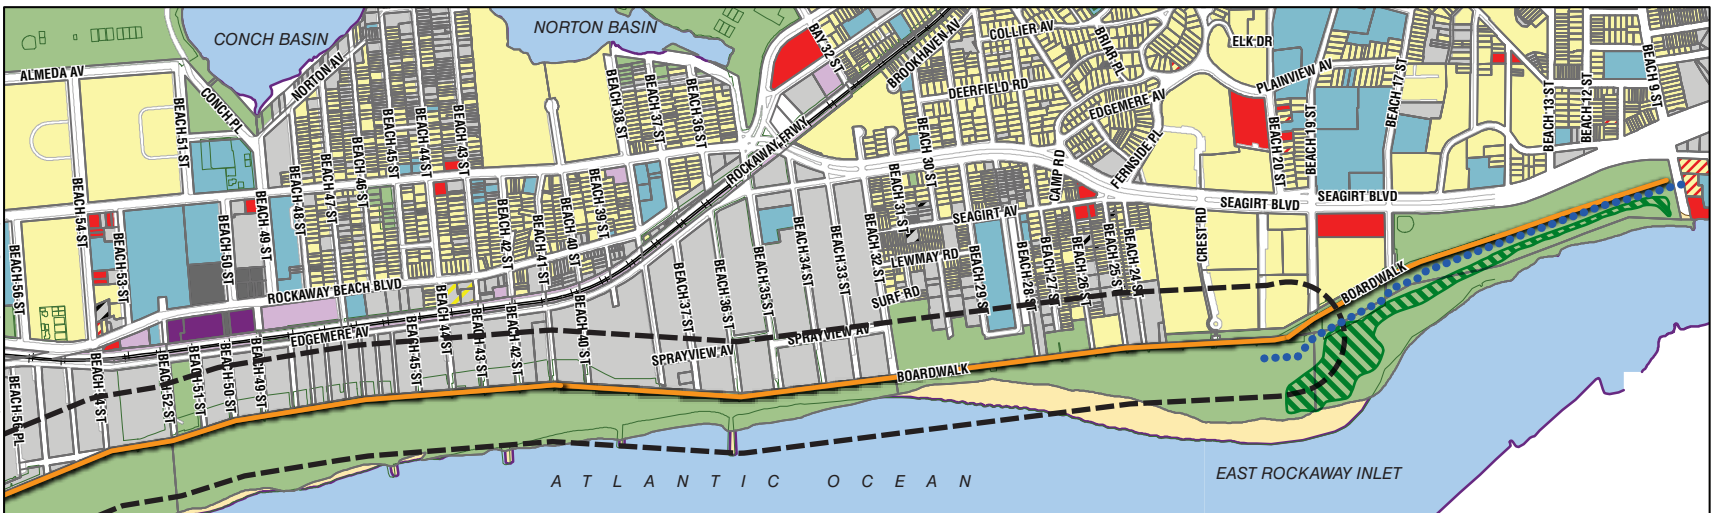 CONCH BASIN
NORTON BASIN
ALMEDA AV
BEACH 51 ST
CONCH PL
NORTON AV
BEACH 45 ST
BEACH 44 ST
BEACH 43 ST
BEACH 38 ST
BEACH 37 ST
BEACH 36 ST
BAY 32 ST
BROOKHAVEN AV
COLLIER AV
BRIAR PL
ELK DR
PLAINVIEW AV
DEERFIELD RD
EDGEMERE AV
BEACH 17 ST
BEACH 13 ST
BEACH 12 ST
BEACH 9 ST
BEACH 54 ST
BEACH 49 ST
BEACH 48 ST
BEACH 47 ST
BEACH 46 ST
BEACH 42 ST
BEACH 41 ST
BEACH 40 ST
BEACH 39 ST
ROCKAWAY FRWY
BEACH 30 ST
BEACH 31 ST
BEACH 32 ST
CAMP RD
FERNSIDE PL
BEACH 20 ST
BEACH 19 ST
SEAGIRT BLVD
SEAGIRT BLVD
SEAGIRT AV
CREST RD
BEACH 56 ST
BEACH 53 ST
BEACH 50 ST
ROCKAWAY BEACH BLVD
EDGEMERE AV
BEACH 37 ST
BEACH 36 ST
BEACH 35 ST
BEACH 34 ST
BEACH 33 ST
LEWMAY RD
SURF RD
BEACH 29 ST
BEACH 28 ST
BEACH 27 ST
BEACH 26 ST
BEACH 25 ST
BEACH 24 ST
BOARDWALK
BEACH 56 PL
BEACH 52 ST
BEACH 51 ST
BEACH 50 ST
BEACH 49 ST
BEACH 45 ST
BEACH 44 ST
BEACH 43 ST
BEACH 42 ST
BEACH 40 ST
SPRAYVIEW AV
SPRAYVIEW AV
BOARDWALK
ATLANTIC OCEAN
EAST ROCKAWAY INLET